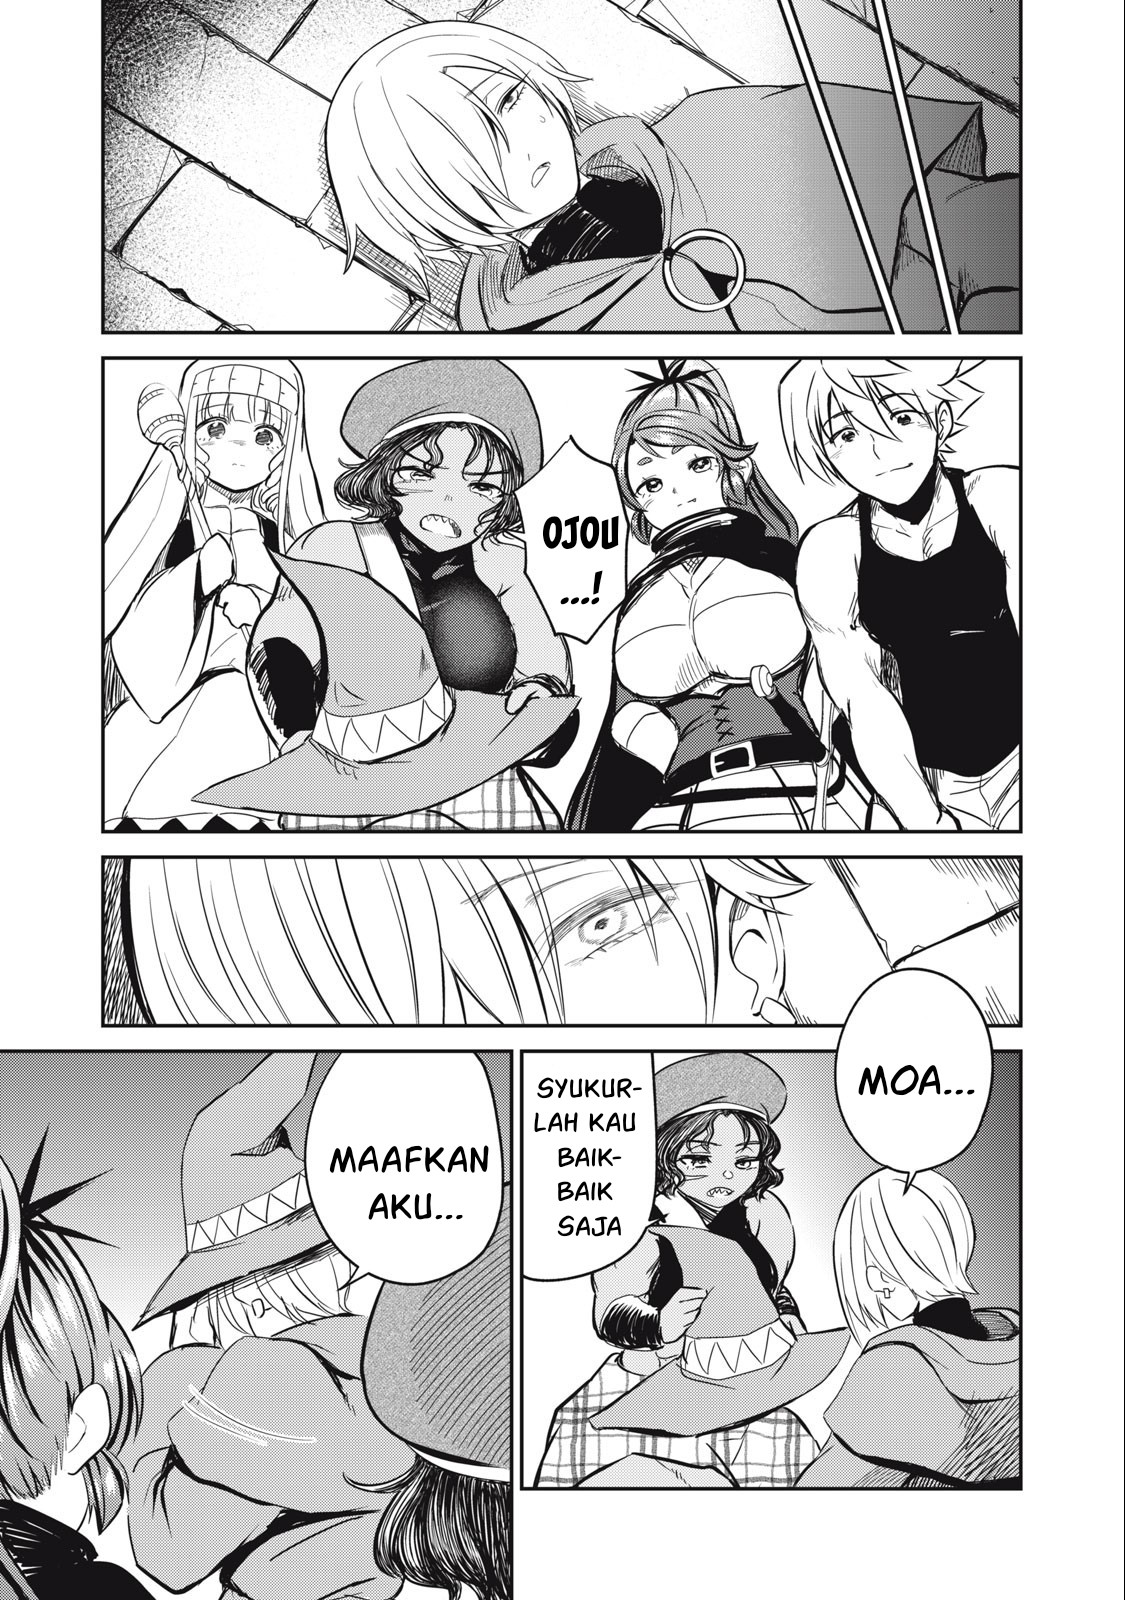 OJOU
...!
MOA...
SYUKUR-
LAH KAU
BAIK-
BAIK
SAJA
MAAFKAN
AKU...